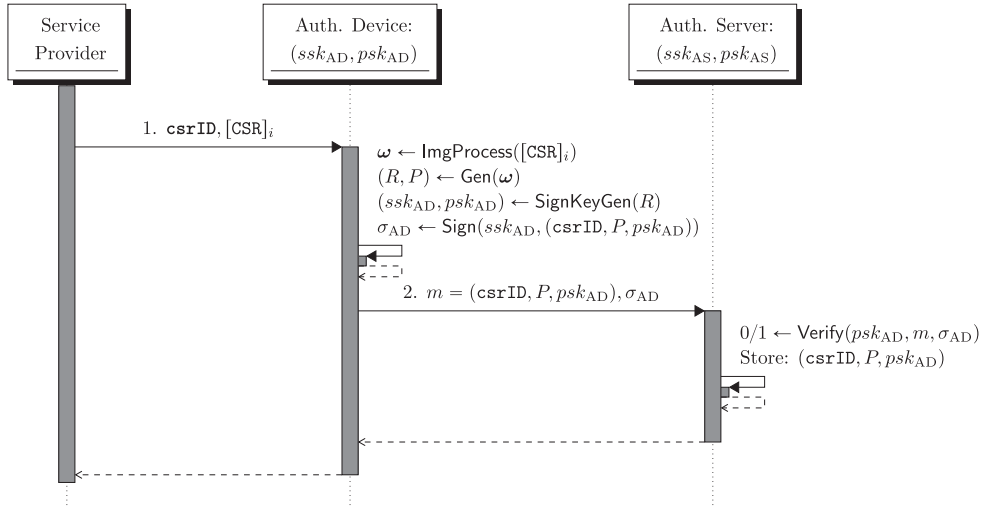 Service
Provider
Auth. Device:
(ssk_AD, psk_AD)
Auth. Server:
(ssk_AS, psk_AS)
1. csrID, [CSR]_i
ω ← ImgProcess([CSR]_i)
(R, P) ← Gen(ω)
(ssk_AD, psk_AD) ← SignKeyGen(R)
σ_AD ← Sign(ssk_AD, (csrID, P, psk_AD))
2. m = (csrID, P, psk_AD), σ_AD
0/1 ← Verify(psk_AD, m, σ_AD)
Store: (csrID, P, psk_AD)